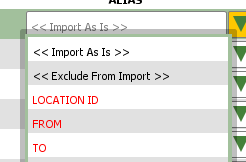 ALIAS
<< Import As Is >>
<< Import As Is >>
<< Exclude From Import >>
LOCATION ID
FROM
TO